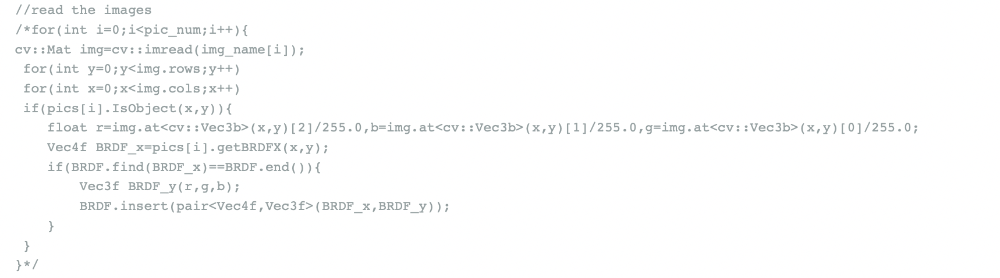 //read the images
/*for(int i=0;i<pic_num;i++){
cv::Mat img=cv::imread(img_name[i]);
for(int y=0;y<img.rows;y++)
for(int x=0;x<img.cols;x++)
if(pics[i].IsObject(x,y)){
float r=img.at<cv::Vec3b>(x,y)[2]/255.0,b=img.at<cv::Vec3b>(x,y)[1]/255.0,g=img.at<cv::Vec3b>(x,y)[0]/255.0;
Vec4f BRDF_x=pics[i].getBRDFX(x,y);
if(BRDF.find(BRDF_x)==BRDF.end()){
Vec3f BRDF_y(r,g,b);
BRDF.insert(pair<Vec4f,Vec3f>(BRDF_x,BRDF_y));
}
}
}*/